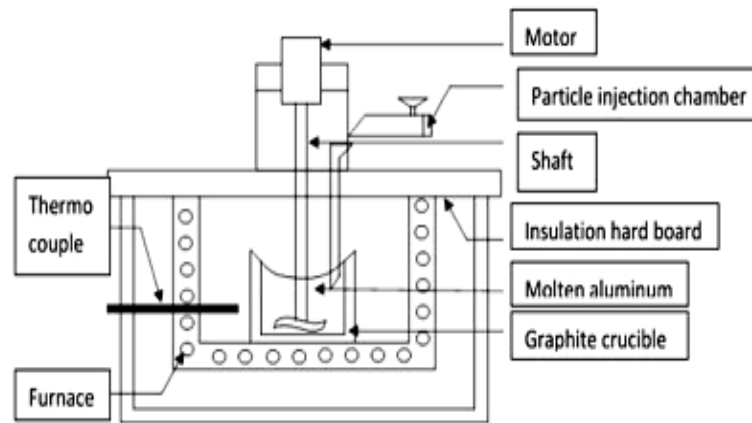 Motor
Particle injection chamber
Shaft
Thermo
couple
Insulation hard board
Molten aluminum
Graphite crucible
Furnace